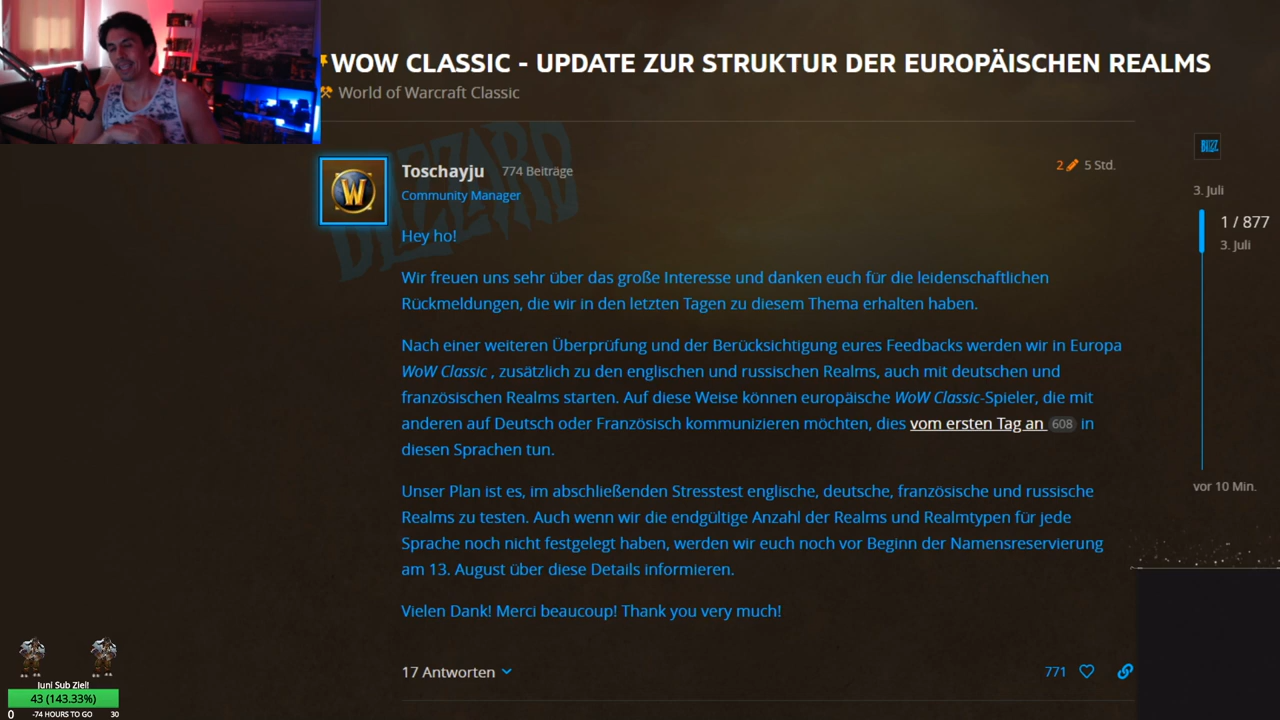 WOW CLASSIC - UPDATE ZUR STRUKTUR DER EUROPÄISCHEN REALMS
World of Warcraft Classic
BLIZZARD
Toschayju 774 Beiträge
2 5 Std.
Community Manager
BLIZZ
3. Juli
1 / 877
3. Juli
Hey ho!
Wir freuen uns sehr über das große Interesse und danken euch für die leidenschaftlichen
Rückmeldungen, die wir in den letzten Tagen zu diesem Thema erhalten haben.
Nach einer weiteren Überprüfung und der Berücksichtigung eures Feedbacks werden wir in Europa
WoW Classic , zusätzlich zu den englischen und russischen Realms, auch mit deutschen und
französischen Realms starten. Auf diese Weise können europäische WoW Classic-Spieler, die mit
anderen auf Deutsch oder Französisch kommunizieren möchten, dies vom ersten Tag an 608 in
diesen Sprachen tun.
vor 10 Min.
Unser Plan ist es, im abschließenden Stresstest englische, deutsche, französische und russische
Realms zu testen. Auch wenn wir die endgültige Anzahl der Realms und Realmtypen für jede
Sprache noch nicht festgelegt haben, werden wir euch noch vor Beginn der Namensreservierung
am 13. August über diese Details informieren.
Vielen Dank! Merci beaucoup! Thank you very much!
17 Antworten
771
Juni Sub Ziel!
43 (143.33%)
0 -74 HOURS TO GO 30